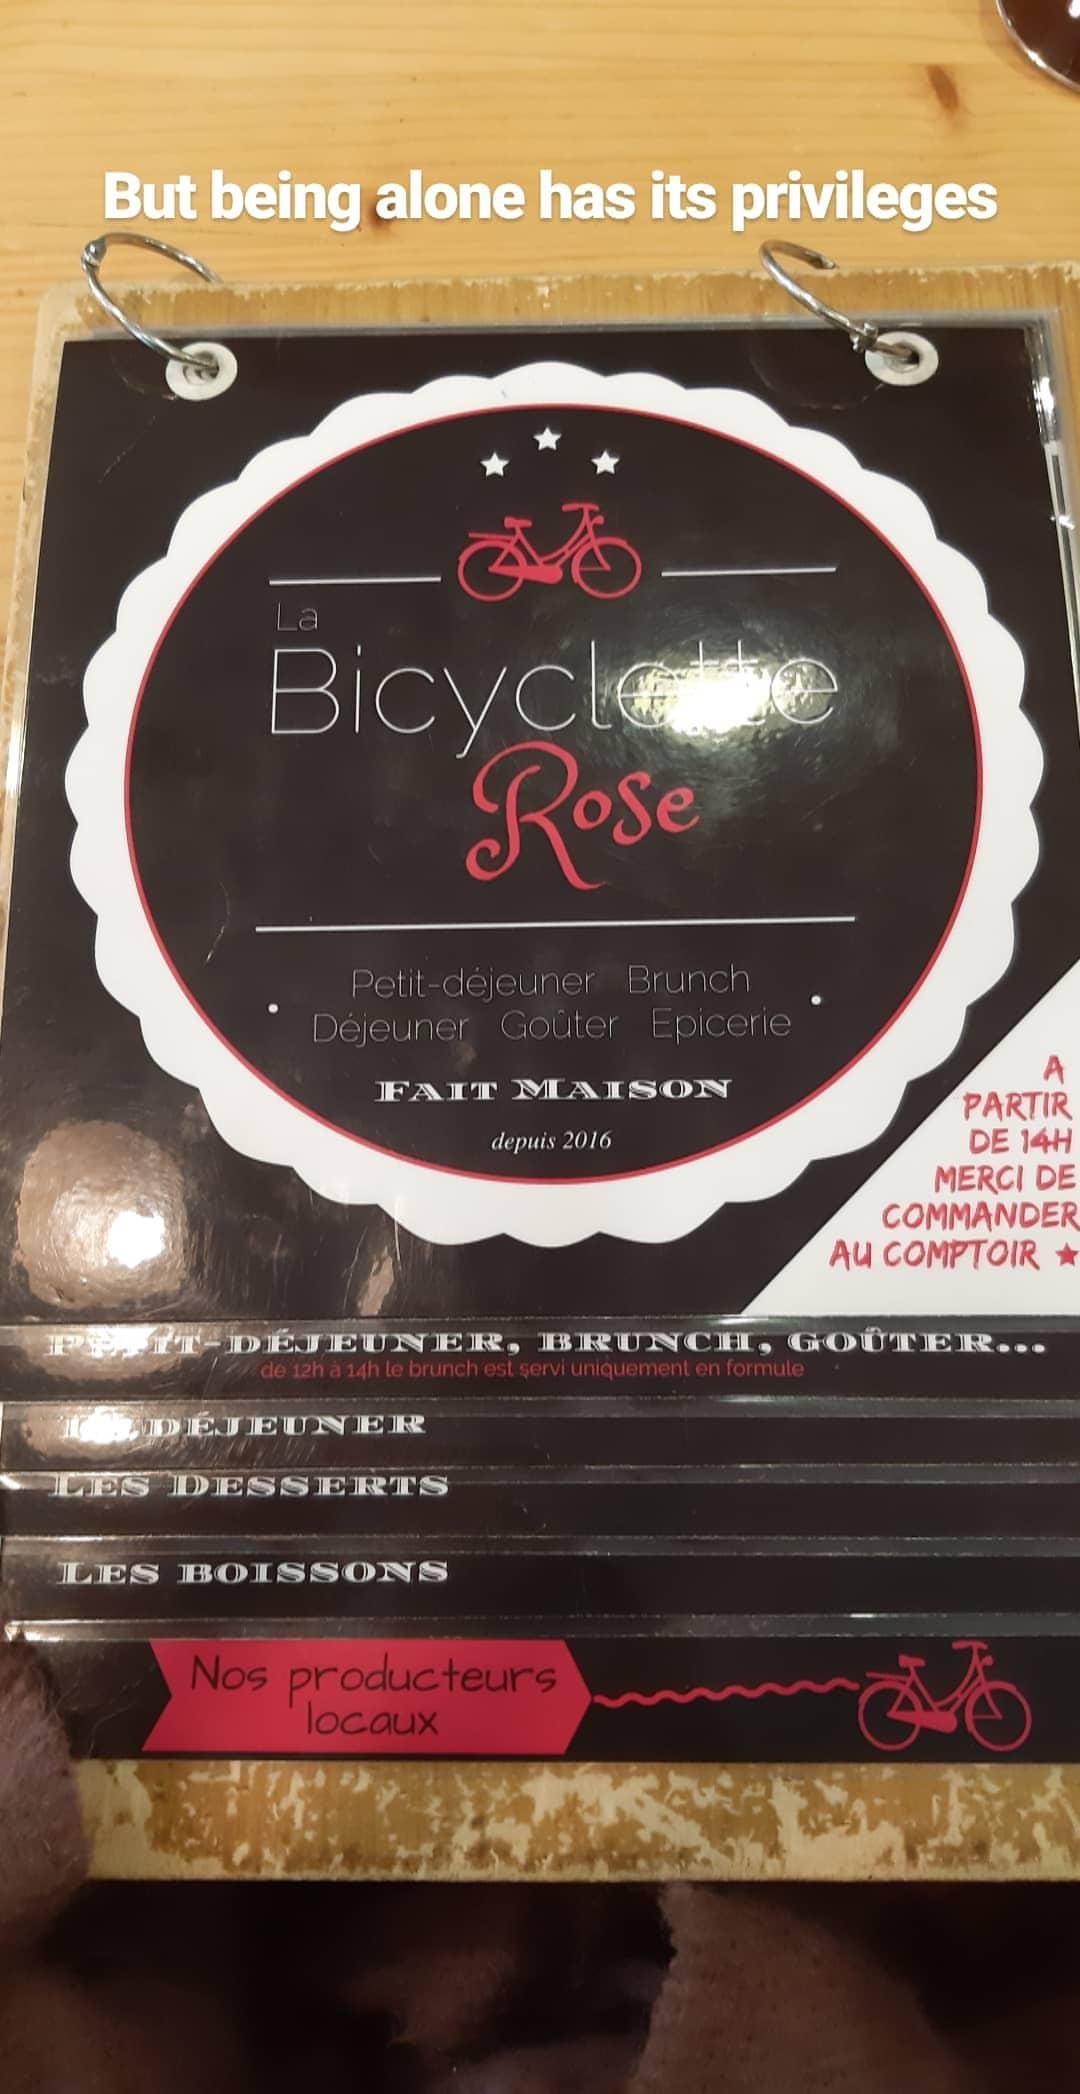 But being alone has its privileges
La
Bicyclette
Rose
Petit-déjeuner Brunch
Déjeuner Goûter Epicerie
FAIT MAISON
depuis 2016
A
PARTIR
DE 14H
MERCI DE
COMMANDER
AU COMPTOIR ★
PETIT-DÉJEUNER, BRUNCH, GOÛTER...
de 12h à 14h le brunch est servi uniquement en formule
DÉJEUNER
LES DESSERTS
LES BOISSONS
Nos producteurs
locaux